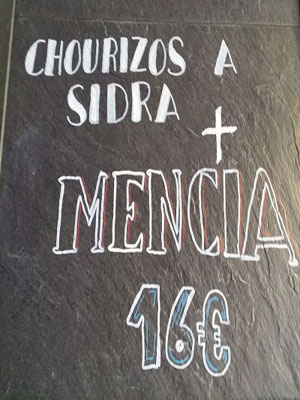 CHOURIZOS A
SIDRA
+
MENCIA
16€